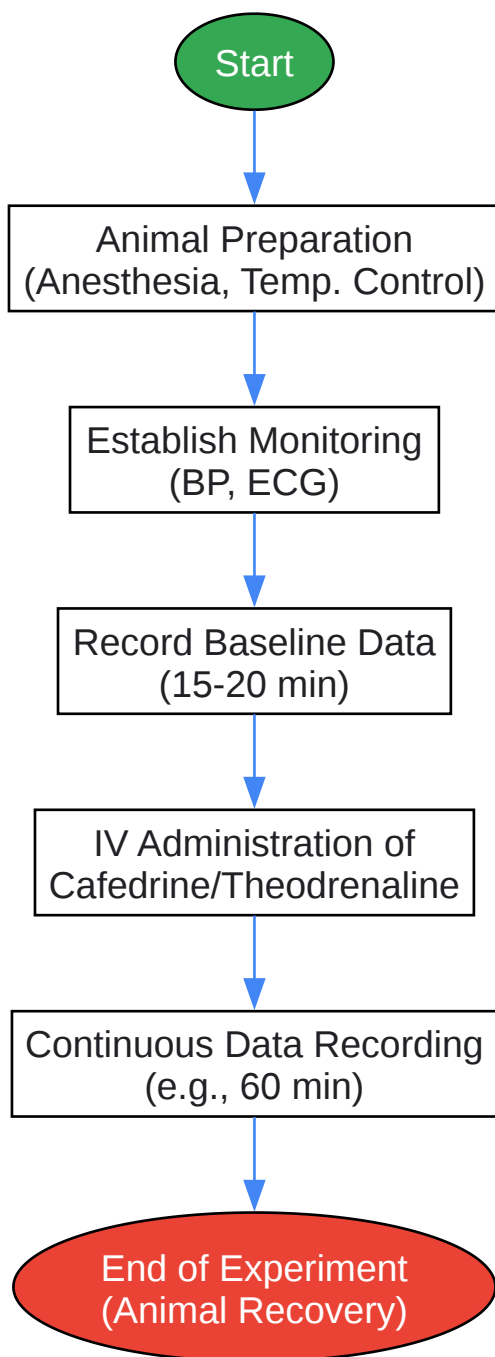 Start
Animal Preparation
(Anesthesia, Temp. Control)
Establish Monitoring
(BP, ECG)
Record Baseline Data
(15-20 min)
IV Administration of
Cafedrine/Theodrenaline
Continuous Data Recording
(e.g., 60 min)
End of Experiment
(Animal Recovery)